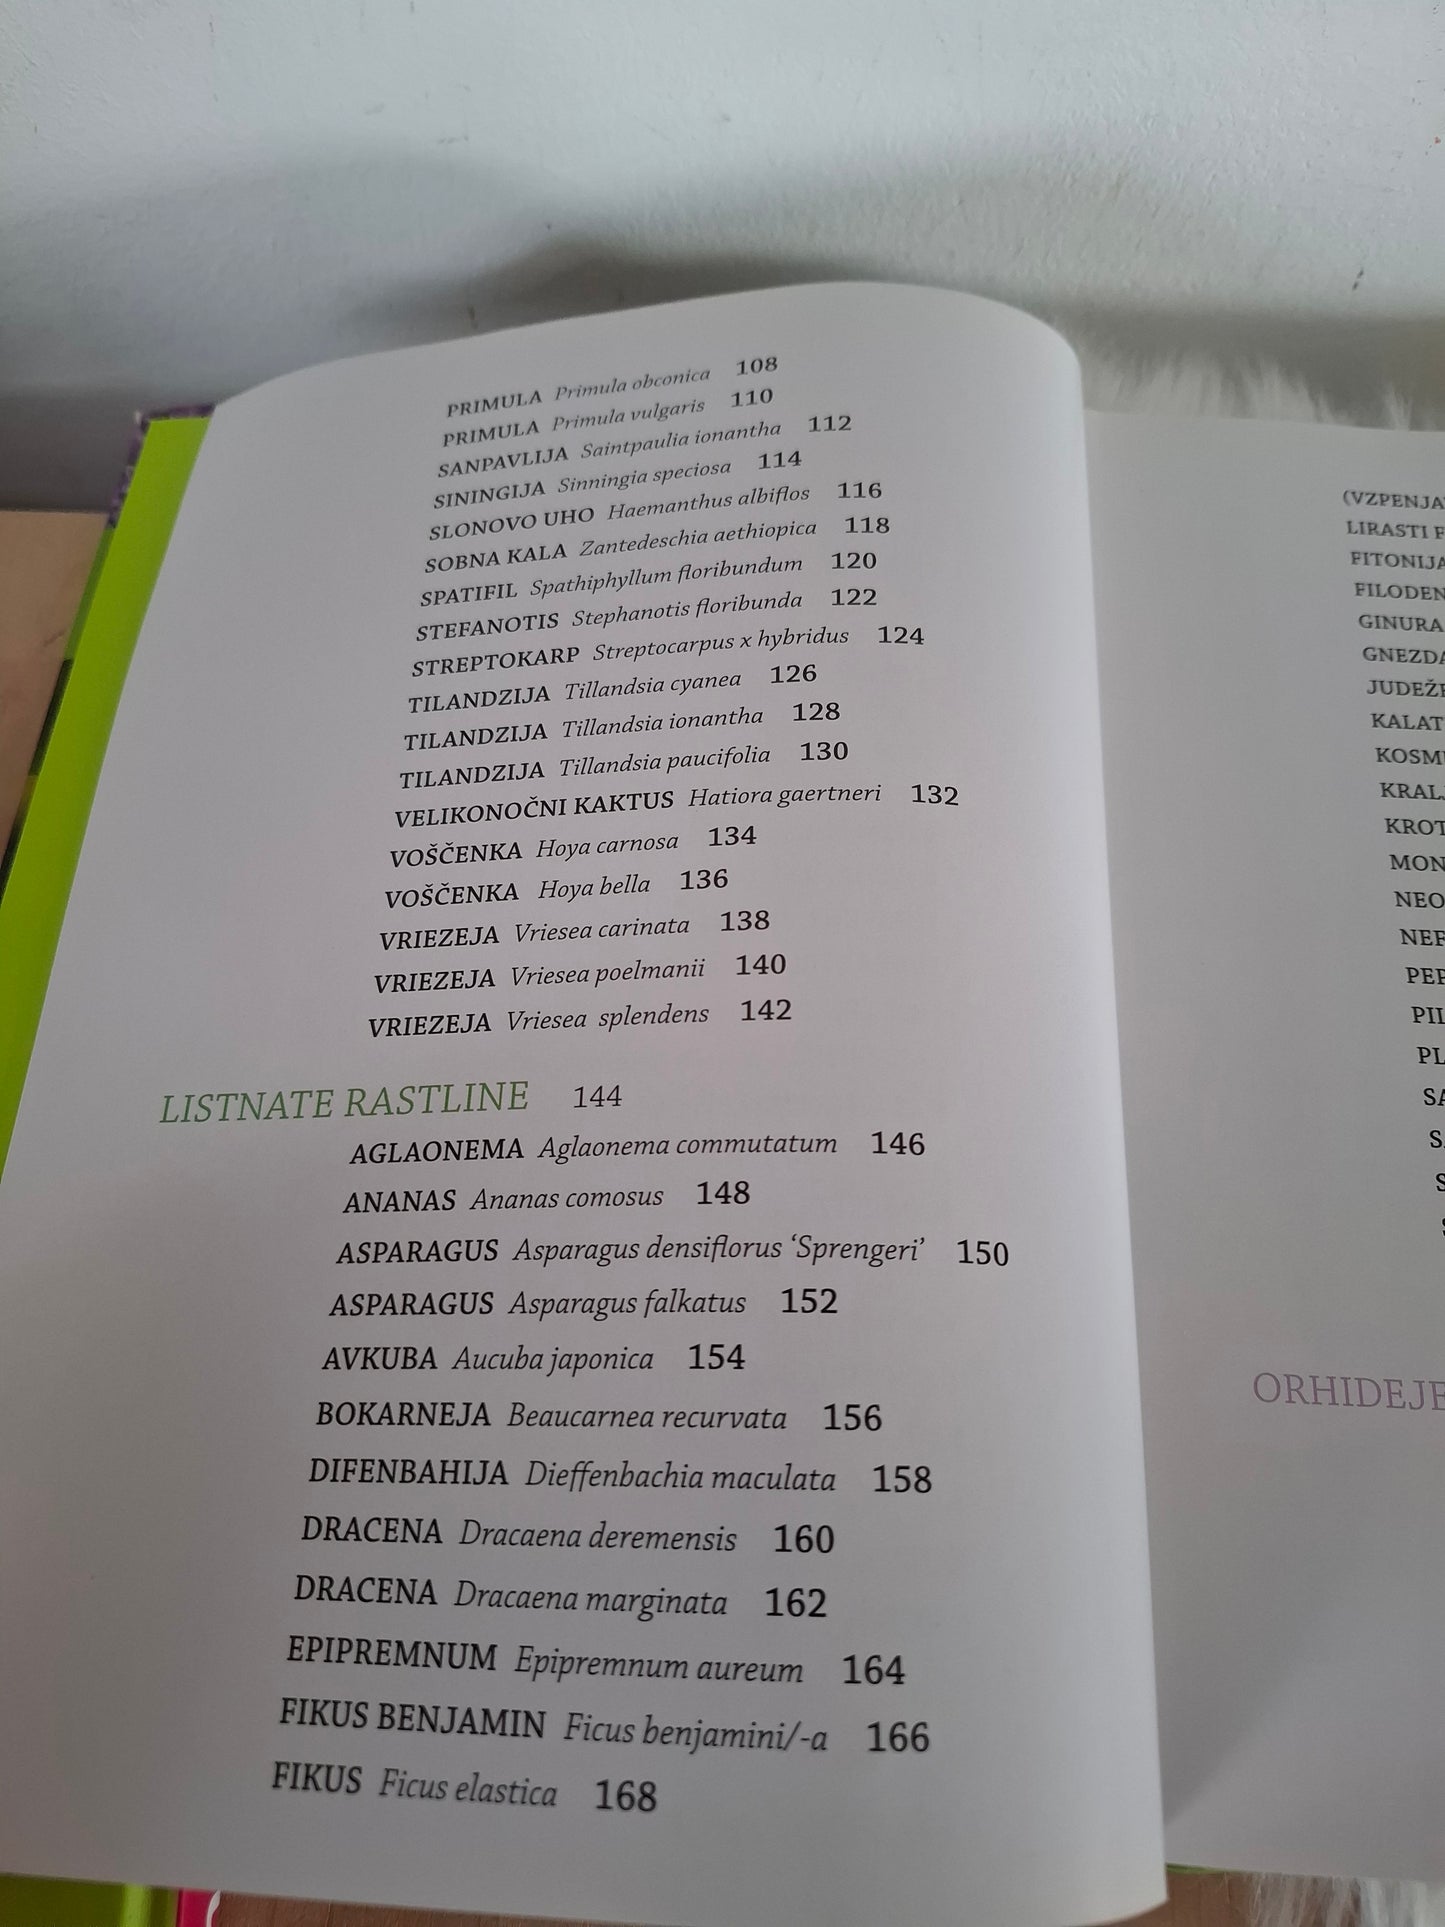 PRIMULA Primula obconica 108
PRIMULA Primula vulgaris 110
SANPAVLIJA Saintpaulia ionantha 112
SININGIJA Sinningia speciosa 114
SLONOVO UHO Haemanthus albiflos 116
SOBNA KALA Zantedeschia aethiopica 118
SPATIFIL Spathiphyllum floribundum 120
STEFANOTIS Stephanotis floribunda 122
STREPTOKARP Streptocarpus x hybridus 124
TILANDZIJA Tillandsia cyanea 126
TILANDZIJA Tillandsia ionantha 128
TILANDZIJA Tillandsia paucifolia 130
VELIKONOČNI KAKTUS Hatiora gaertneri 132
VOŠČENKA Hoya carnosa 134
VOŠČENKA Hoya bella 136
VRIEZEJA Vriesea carinata 138
VRIEZEJA Vriesea poelmanii 140
VRIEZEJA Vriesea splendens 142
LISTNATE RASTLINE 144
AGLAONEMA Aglaonema commutatum 146
ANANAS Ananas comosus 148
ASPARAGUS Asparagus densiflorus ‘Sprengeri’ 150
ASPARAGUS Asparagus falkatus 152
AVKUBA Aucuba japonica 154
BOKARNEJA Beaucarnea recurvata 156
DIFENBAHIJA Dieffenbachia maculata 158
DRACENA Dracaena deremensis 160
DRACENA Dracaena marginata 162
EPIPREMNUM Epipremnum aureum 164
FIKUS BENJAMIN Ficus benjamini/-a 166
FIKUS Ficus elastica 168
LIRASTI
FITONIJA
GINURA
ORHIDEJE